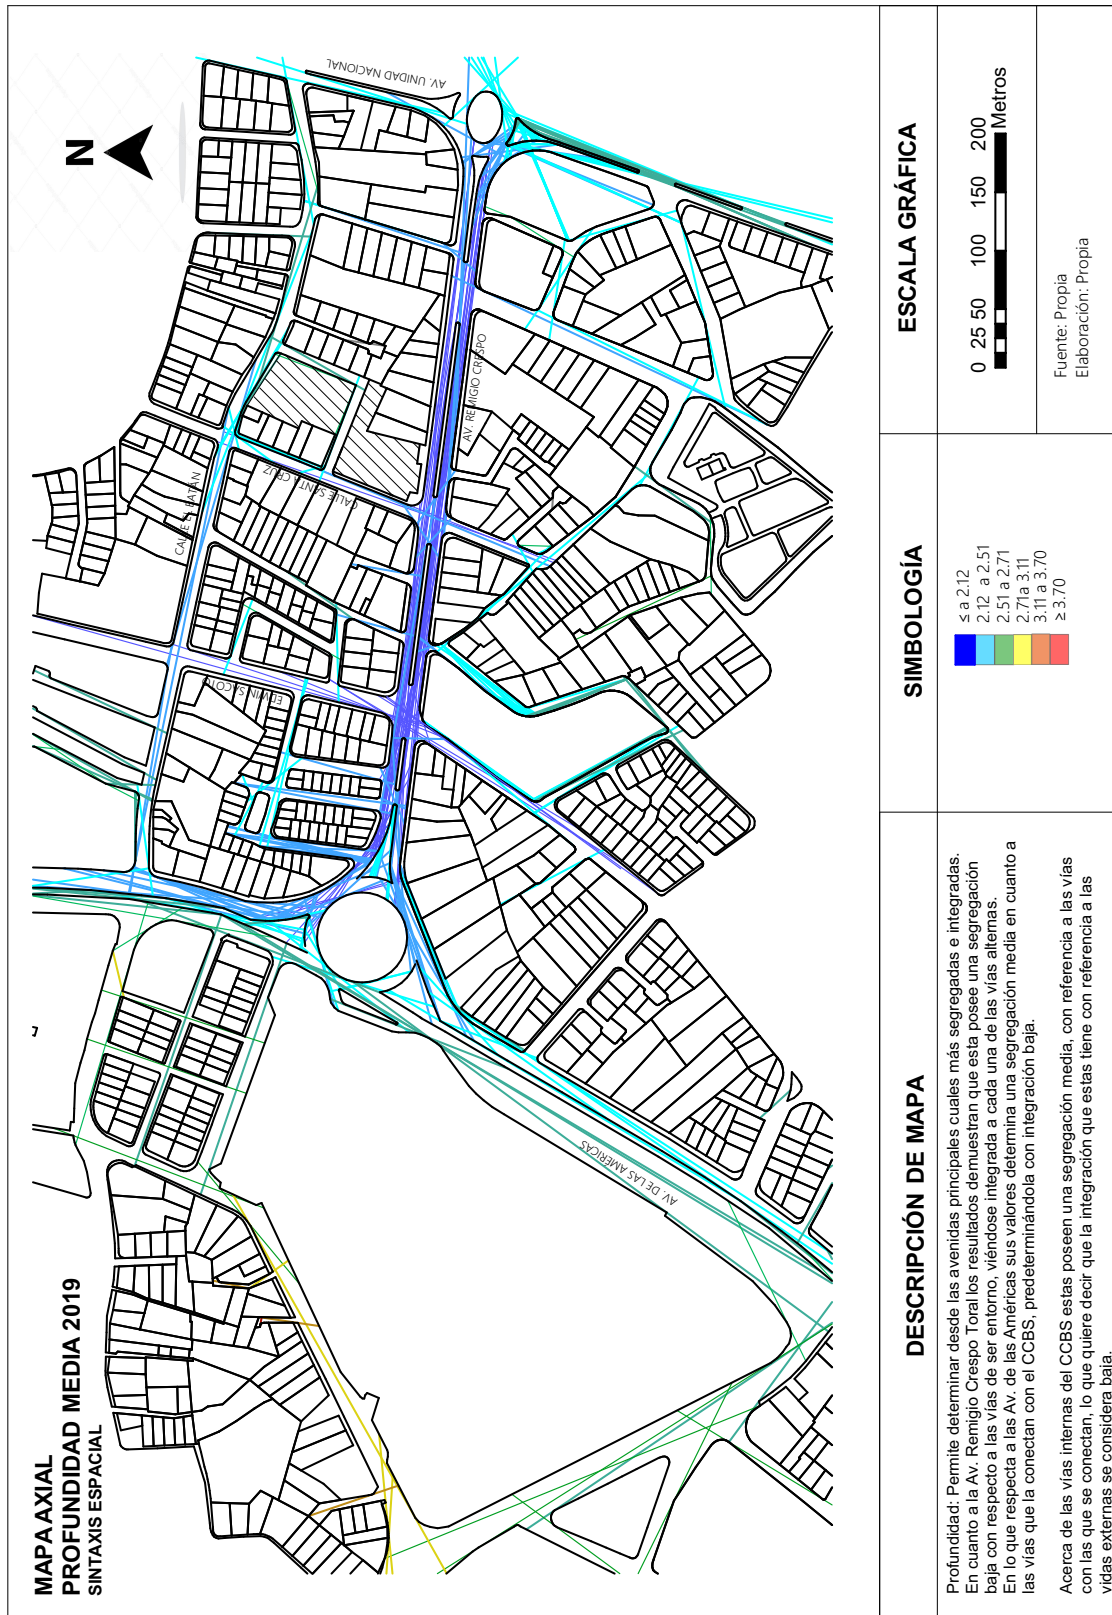 MAPA AXIAL
PROFUNDIDAD MEDIA 2019
SINTAXIS ESPACIAL
N
AV. UNIDAD NACIONAL
CALLE EL BATÁN
CALLE SANTA CRUZ
EDWIN SACOTO
AV. REMIGIO CRESPO
AV. DE LAS AMÉRICAS
DESCRIPCIÓN DE MAPA
Profundidad: Permite determinar desde las avenidas principales cuales más segregadas e integradas.
En cuanto a la Av. Remigio Crespo Toral los resultados demuestran que esta posee una segregación
baja con respecto a las vías de ser entorno, viéndose integrada a cada una de las vías alternas.
En lo que respecta a las Av. de las Américas sus valores determina una segregación media en cuanto a
las vías que la conectan con el CCBS, predeterminándola con integración baja.
Acerca de las vías internas del CCBS estas poseen una segregación media, con referencia a las vías
con las que se conectan, lo que quiere decir que la integración que estas tiene con referencia a las
vidas externas se considera baja.
SIMBOLOGÍA
≤ a 2.12
2.12 a 2.51
2.51 a 2.71
2.71a 3.11
3.11 a 3.70
≥ 3.70
ESCALA GRÁFICA
0 25 50 100 150 200
Metros
Fuente: Propia
Elaboración: Propia